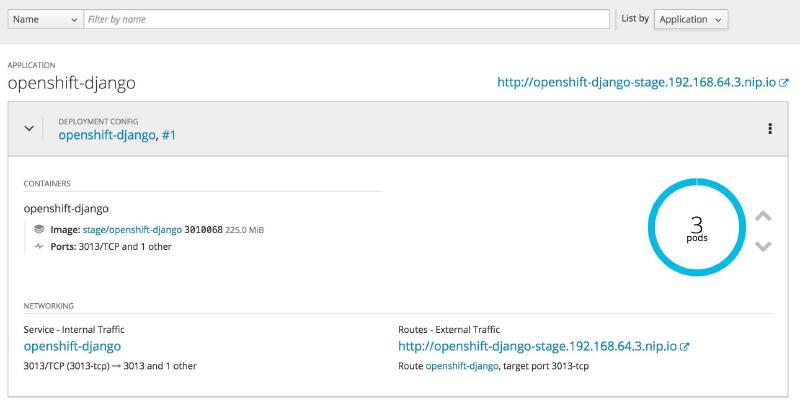 Name Filter by name List by Application
APPLICATION
openshift-django http://openshift-django-stage.192.168.64.3.nip.io
DEPLOYMENT CONFIG
openshift-django, #1
CONTAINERS
openshift-django
Image: stage/openshift-django 3010068 225.0 MiB
Ports: 3013/TCP and 1 other
3
pods
NETWORKING
Service - Internal Traffic
openshift-django
3013/TCP (3013-tcp) → 3013 and 1 other
Routes - External Traffic
http://openshift-django-stage.192.168.64.3.nip.io
Route openshift-django, target port 3013-tcp